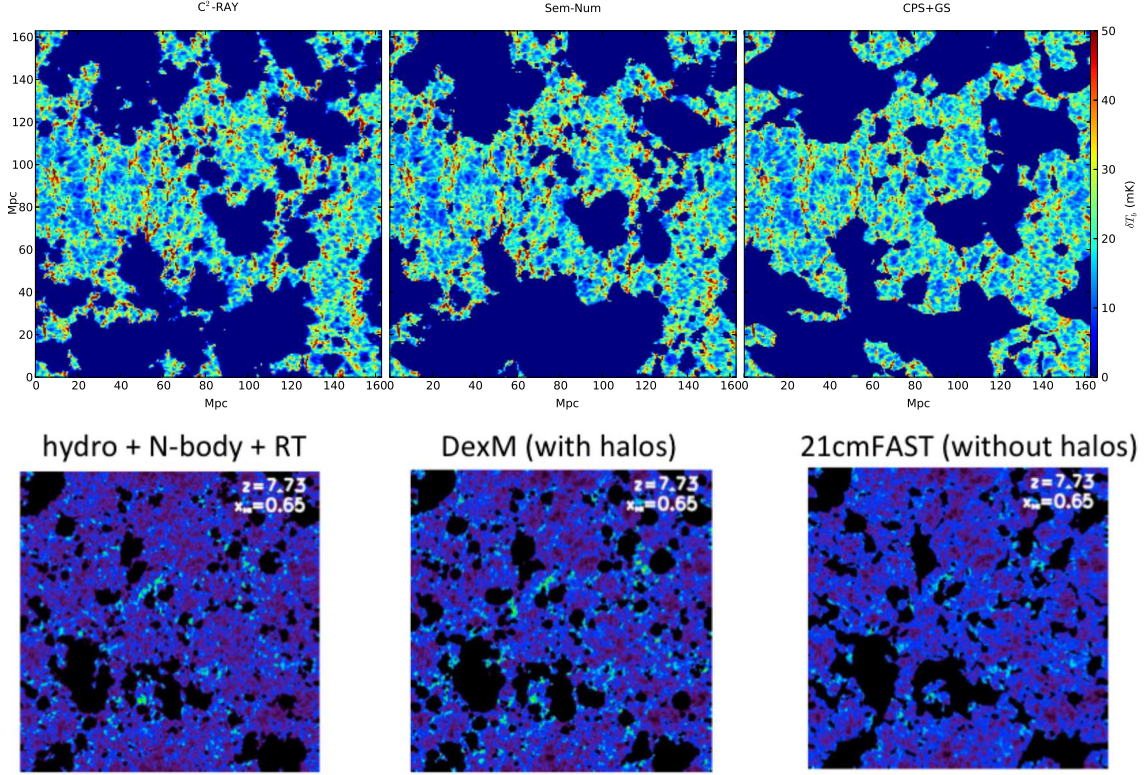 C²-RAY
Sem-Num
CPS+GS
160
140
120
100
80
60
40
20
0
Mpc
0 20 40 60 80 100 120 140 160
0 20 40 60 80 100 120 140 160
0 20 40 60 80 100 120 140 160
Mpc
Mpc
Mpc
50
40
30
20
10
0
δT_b (mK)
hydro + N-body + RT
DexM (with halos)
21cmFAST (without halos)
z=7.73
x_HI=0.65
z=7.73
x_HI=0.65
z=7.73
x_HI=0.65